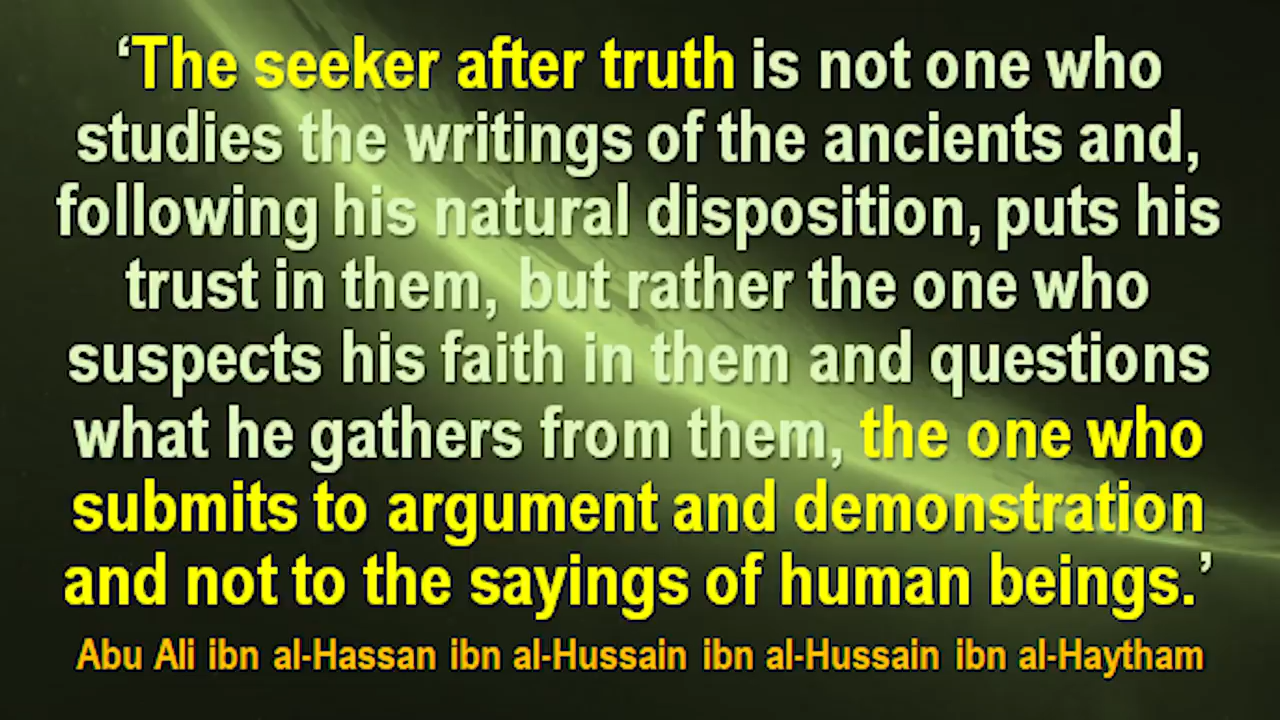 ‘The seeker after truth is not one who
studies the writings of the ancients and,
following his natural disposition, puts his
trust in them, but rather the one who
suspects his faith in them and questions
what he gathers from them, the one who
submits to argument and demonstration
and not to the sayings of human beings.’
Abu Ali ibn al-Hassan ibn al-Hussain ibn al-Hussain ibn al-Haytham